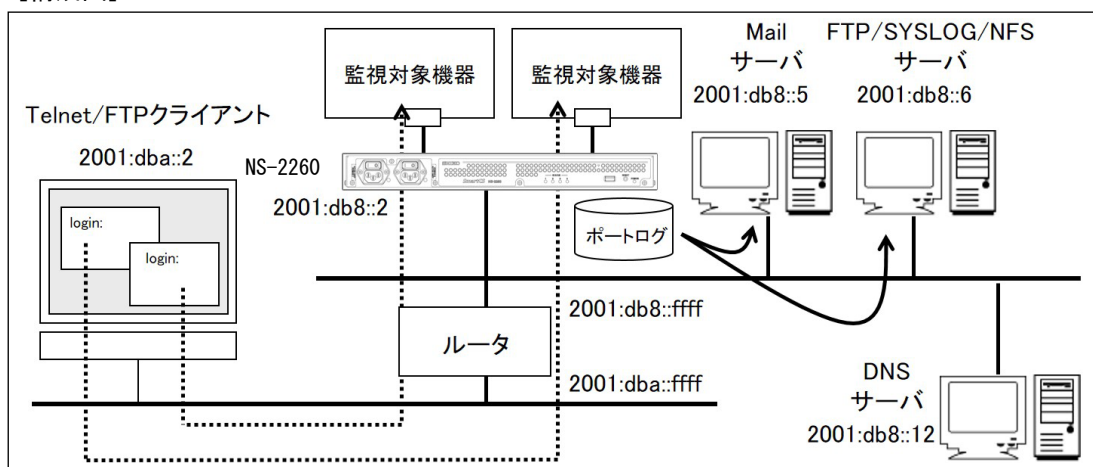 監視対象機器
監視対象機器
Mail
サーバ
2001:db8::5
FTP/SYSLOG/NFS
サーバ
2001:db8::6
Telnet/FTPクライアント
2001:dba::2
NS-2260
2001:db8::2
login:
login:
ポートログ
ルータ
2001:db8::ffff
2001:dba::ffff
DNS
サーバ
2001:db8::12